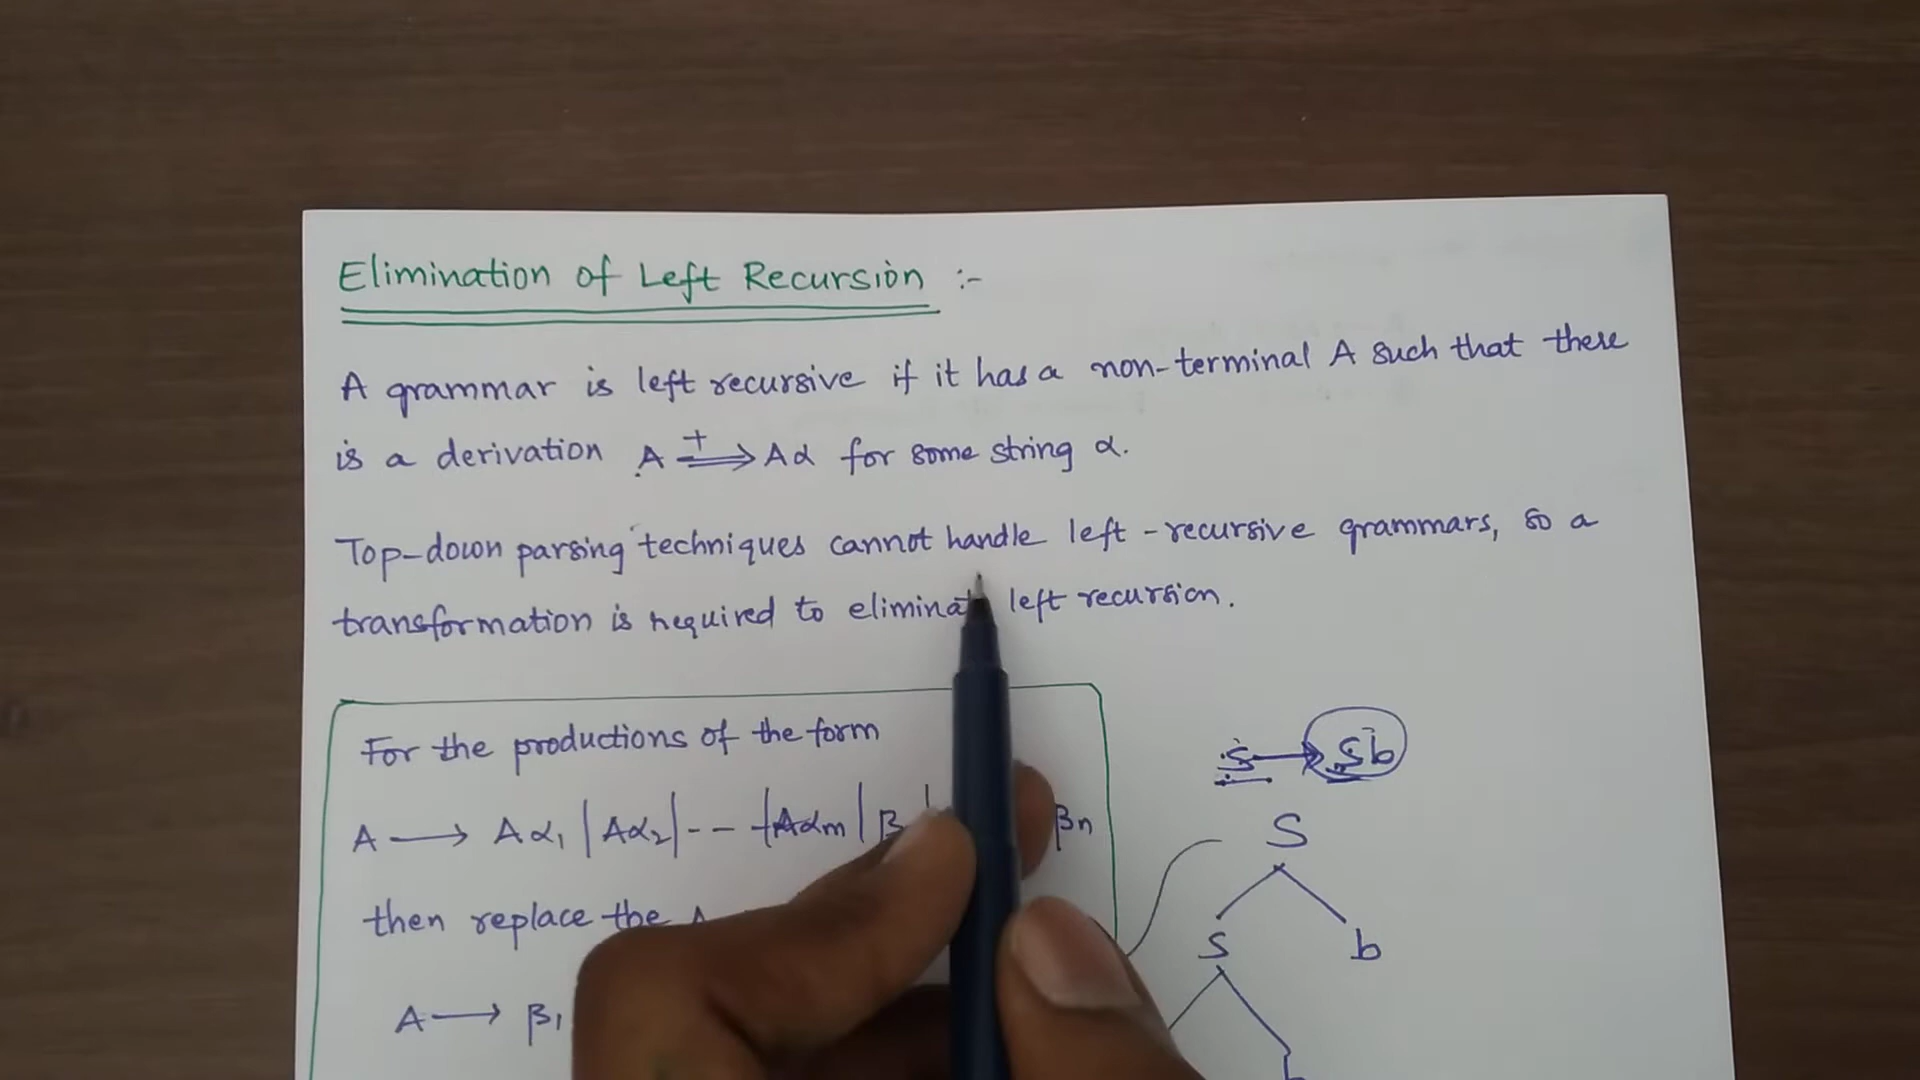 Elimination of Left Recursion :-
A grammar is left recursive if it has a non-terminal A such that there
is a derivation A +⟹ Aα for some string α.
Top-down parsing techniques cannot handle left-recursive grammars, so a
transformation is required to eliminate left recursion.
For the productions of the form
A → Aα1 | Aα2 | -- - | Aαm | β βn
then replace the A
A → β1
S → Sb
S
S b